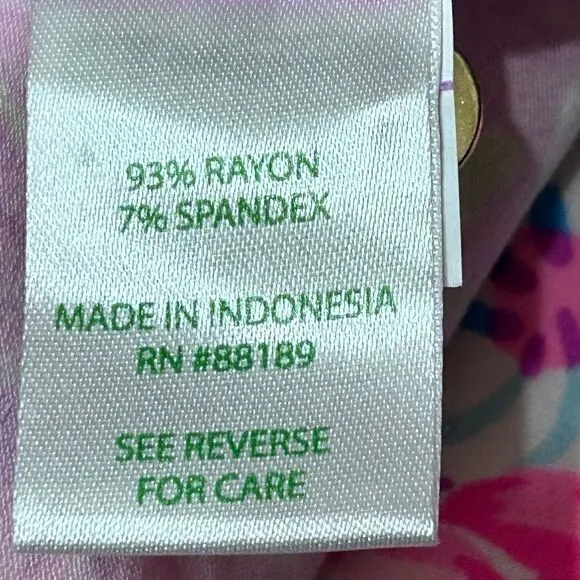 93% RAYON
7% SPANDEX
MADE IN INDONESIA
RN #88189
SEE REVERSE
FOR CARE